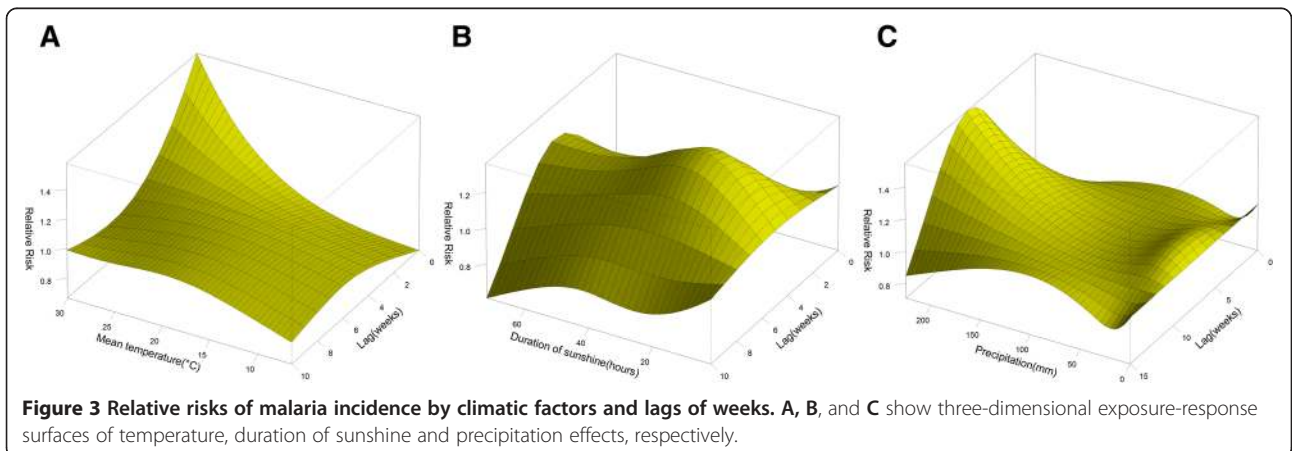 A
B
C
Relative Risk
1.4
1.2
1.0
0.8
30
25
20
15
10
Mean temperature(°C)
10
8
6
4
2
0
Lag(weeks)
Relative Risk
1.2
1.0
0.8
60
40
20
Duration of sunshine(hours)
10
8
6
4
2
0
Lag(weeks)
Relative Risk
1.4
1.2
1.0
0.8
200
150
100
50
0
Precipitation(mm)
15
10
5
0
Lag(weeks)
Figure 3 Relative risks of malaria incidence by climatic factors and lags of weeks. A, B, and C show three-dimensional exposure-response
surfaces of temperature, duration of sunshine and precipitation effects, respectively.